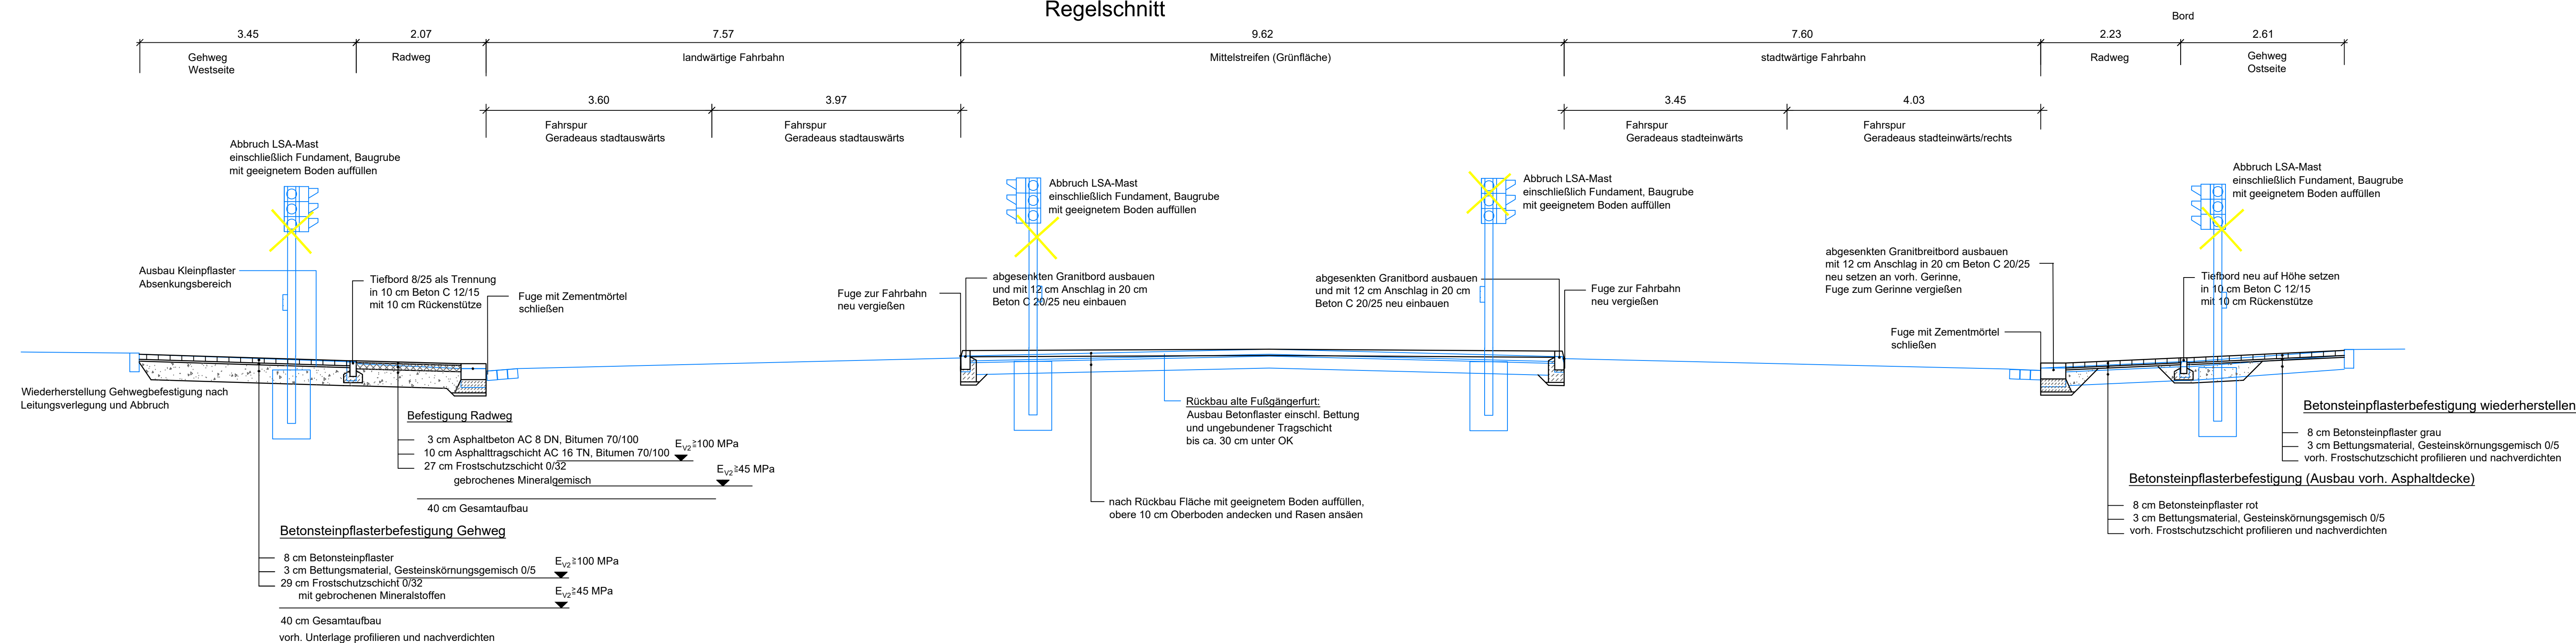 Regelschnitt
Bord
3.45
2.07
7.57
9.62
7.60
2.23
2.61
Gehweg
Westseite
Radweg
landwärtige Fahrbahn
Mittelstreifen (Grünfläche)
stadtwärtige Fahrbahn
Radweg
Gehweg
Ostseite
3.60
3.97
3.45
4.03
Fahrspur
Geradeaus stadtauswärts
Fahrspur
Geradeaus stadtauswärts
Fahrspur
Geradeaus stadteinwärts
Fahrspur
Geradeaus stadteinwärts/rechts
Abbruch LSA-Mast
einschließlich Fundament, Baugrube
mit geeignetem Boden auffüllen
Abbruch LSA-Mast
einschließlich Fundament, Baugrube
mit geeignetem Boden auffüllen
Abbruch LSA-Mast
einschließlich Fundament, Baugrube
mit geeignetem Boden auffüllen
Abbruch LSA-Mast
einschließlich Fundament, Baugrube
mit geeignetem Boden auffüllen
Ausbau Kleinpflaster
Absenkungsbereich
Tiefbord 8/25 als Trennung
in 10 cm Beton C 12/15
mit 10 cm Rückenstütze
Fuge mit Zementmörtel
schließen
Fuge zur Fahrbahn
neu vergießen
abgesenkten Granitbord ausbauen
und mit 12 cm Anschlag in 20 cm
Beton C 20/25 neu einbauen
abgesenkten Granitbord ausbauen
und mit 12 cm Anschlag in 20 cm
Beton C 20/25 neu einbauen
Fuge zur Fahrbahn
neu vergießen
abgesenkten Granitbreitbord ausbauen
mit 12 cm Anschlag in 20 cm Beton C 20/25
neu setzen an vorh. Gerinne,
Fuge zum Gerinne vergießen
Fuge mit Zementmörtel
schließen
Tiefbord neu auf Höhe setzen
in 10 cm Beton C 12/15
mit 10 cm Rückenstütze
Wiederherstellung Gehwegbefestigung nach
Leitungsverlegung und Abbruch
Befestigung Radweg
3 cm Asphaltbeton AC 8 DN, Bitumen 70/100
10 cm Asphalttragschicht AC 16 TN, Bitumen 70/100
27 cm Frostschutzschicht 0/32
gebrochenes Mineralgemisch
EV2≥100 MPa
EV2≥45 MPa
40 cm Gesamtaufbau
Betonsteinpflasterbefestigung Gehweg
8 cm Betonsteinpflaster
3 cm Bettungsmaterial, Gesteinskörnungsgemisch 0/5
29 cm Frostschutzschicht 0/32
mit gebrochenen Mineralstoffen
EV2≥100 MPa
EV2≥45 MPa
40 cm Gesamtaufbau
vorh. Unterlage profilieren und nachverdichten
Rückbau alte Fußgängerfurt:
Ausbau Betonflaster einschl. Bettung
und ungebundener Tragschicht
bis ca. 30 cm unter OK
nach Rückbau Fläche mit geeignetem Boden auffüllen,
obere 10 cm Oberboden andecken und Rasen ansäen
Betonsteinpflasterbefestigung wiederherstellen
8 cm Betonsteinpflaster grau
3 cm Bettungsmaterial, Gesteinskörnungsgemisch 0/5
vorh. Frostschutzschicht profilieren und nachverdichten
Betonsteinpflasterbefestigung (Ausbau vorh. Asphaltdecke)
8 cm Betonsteinpflaster rot
3 cm Bettungsmaterial, Gesteinskörnungsgemisch 0/5
vorh. Frostschutzschicht profilieren und nachverdichten